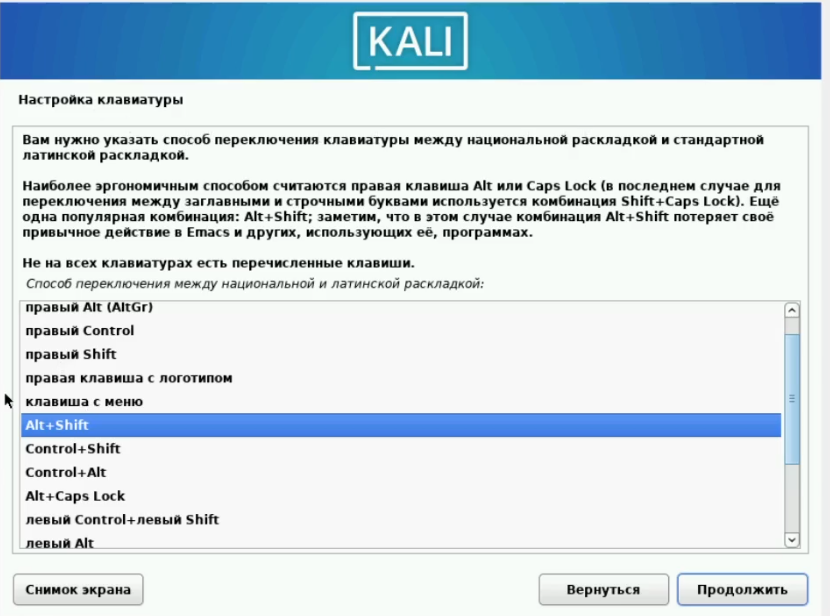 KALI
Настройка клавиатуры
Вам нужно указать способ переключения клавиатуры между национальной раскладкой и стандартной
латинской раскладкой.
Наиболее эргономичным способом считаются правая клавиша Alt или Caps Lock (в последнем случае для
переключения между заглавными и строчными буквами используется комбинация Shift+Caps Lock). Ещё
одна популярная комбинация: Alt+Shift; заметим, что в этом случае комбинация Alt+Shift потеряет своё
привычное действие в Emacs и других, использующих её, программах.
Не на всех клавиатурах есть перечисленные клавиши.
Способ переключения между национальной и латинской раскладкой:
правый Alt (AltGr)
правый Control
правый Shift
правая клавиша с логотипом
клавиша с меню
Alt+Shift
Control+Shift
Control+Alt
Alt+Caps Lock
левый Control+левый Shift
левый Alt
Снимок экрана
Вернуться
Продолжить